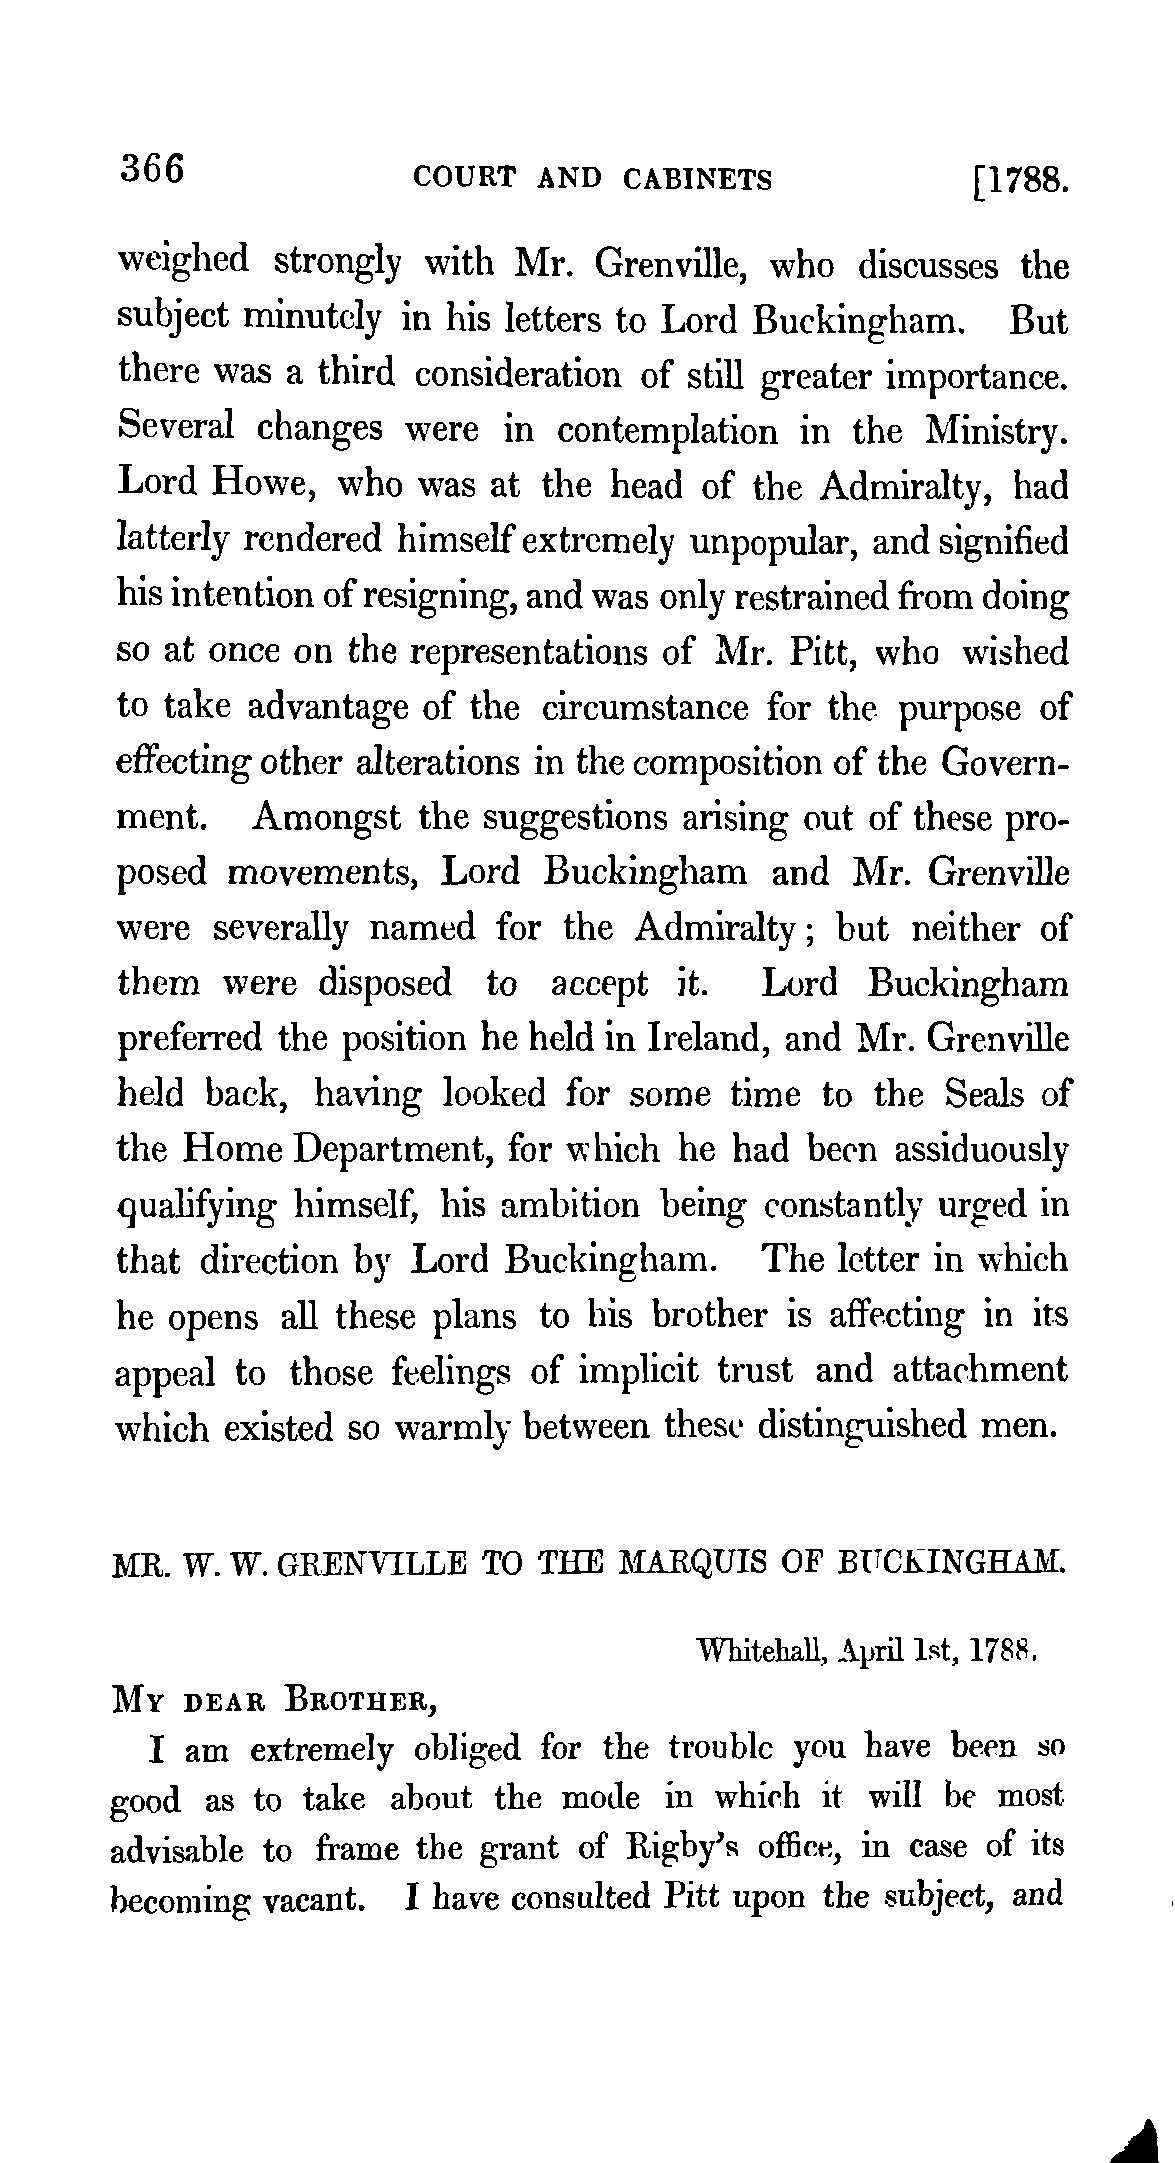 366 COURT AND CABINETS [1788.
weighed strongly with Mr. Grenville, who discusses the
subject minutely in his letters to Lord Buckingham. But
there was a third consideration of still greater importance.
Several changes were in contemplation in the Ministry.
Lord Howe, who was at the head of the Admiralty, had
latterly rendered himself extremely unpopular, and signified
his intention of resigning, and was only restrained from doing
so at once on the representations of Mr. Pitt, who wished
to take advantage of the circumstance for the purpose of
effecting other alterations in the composition of the Govern-
ment. Amongst the suggestions arising out of these pro-
posed movements, Lord Buckingham and Mr. Grenville
were severally named for the Admiralty; but neither of
them were disposed to accept it. Lord Buckingham
preferred the position he held in Ireland, and Mr. Grenville
held back, having looked for some time to the Seals of
the Home Department, for which he had been assiduously
qualifying himself, his ambition being constantly urged in
that direction by Lord Buckingham. The letter in which
he opens all these plans to his brother is affecting in its
appeal to those feelings of implicit trust and attachment
which existed so warmly between these distinguished men.
MR. W. W. GRENVILLE TO THE MARQUIS OF BUCKINGHAM.
Whitehall, April 1st, 1788.
MY DEAR BROTHER,
I am extremely obliged for the trouble you have been so
good as to take about the mode in which it will be most
advisable to frame the grant of Rigby's office, in case of its
becoming vacant. I have consulted Pitt upon the subject, and